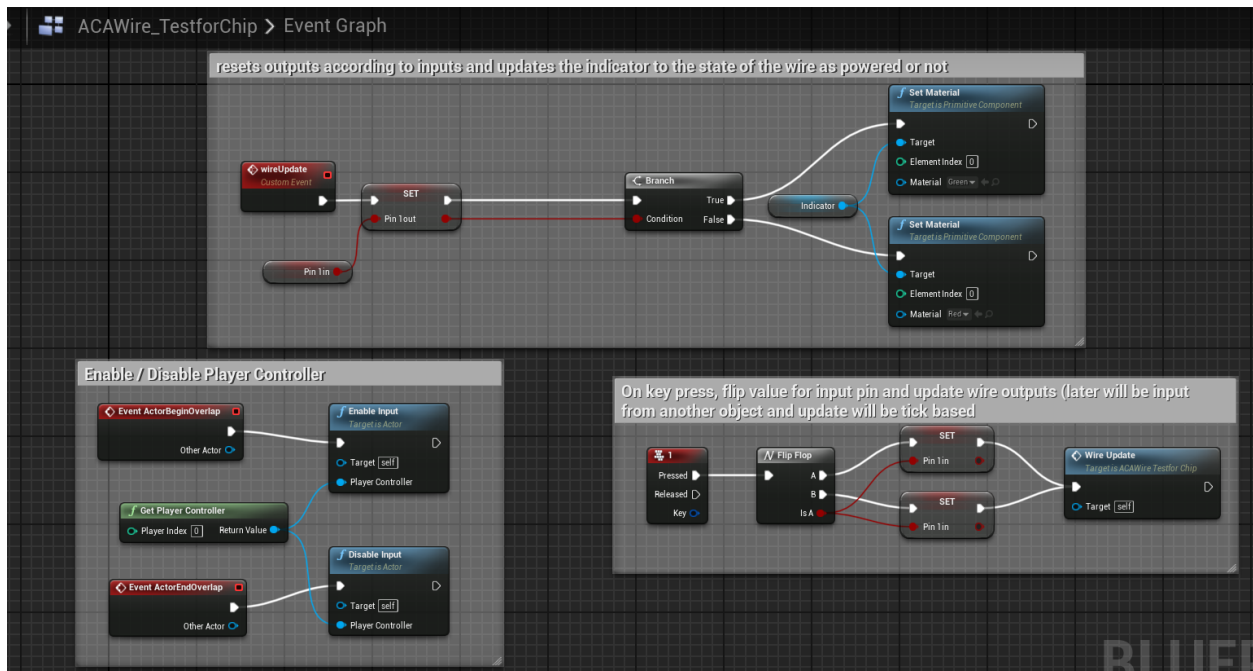 ACAWire_TestforChip > Event Graph
resets outputs according to inputs and updates the indicator to the state of the wire as powered or not
wireUpdate
Custom Event
SET
Pin 1out
Pin 1in
Branch
True
Condition
False
Indicator
Set Material
Target is Primitive Component
Target
Element Index 0
Material Green
Set Material
Target is Primitive Component
Target
Element Index 0
Material Red
Enable / Disable Player Controller
Event ActorBeginOverlap
Other Actor
Enable Input
Target is Actor
Target self
Player Controller
Get Player Controller
Player Index 0 Return Value
Disable Input
Target is Actor
Target self
Player Controller
Event ActorEndOverlap
Other Actor
On key press, flip value for input pin and update wire outputs (later will be input
from another object and update will be tick based
1
Pressed
Released
Key
Flip Flop
A
B
Is A
SET
Pin 1in
SET
Pin 1in
Wire Update
Target is ACAWire Testfor Chip
Target self